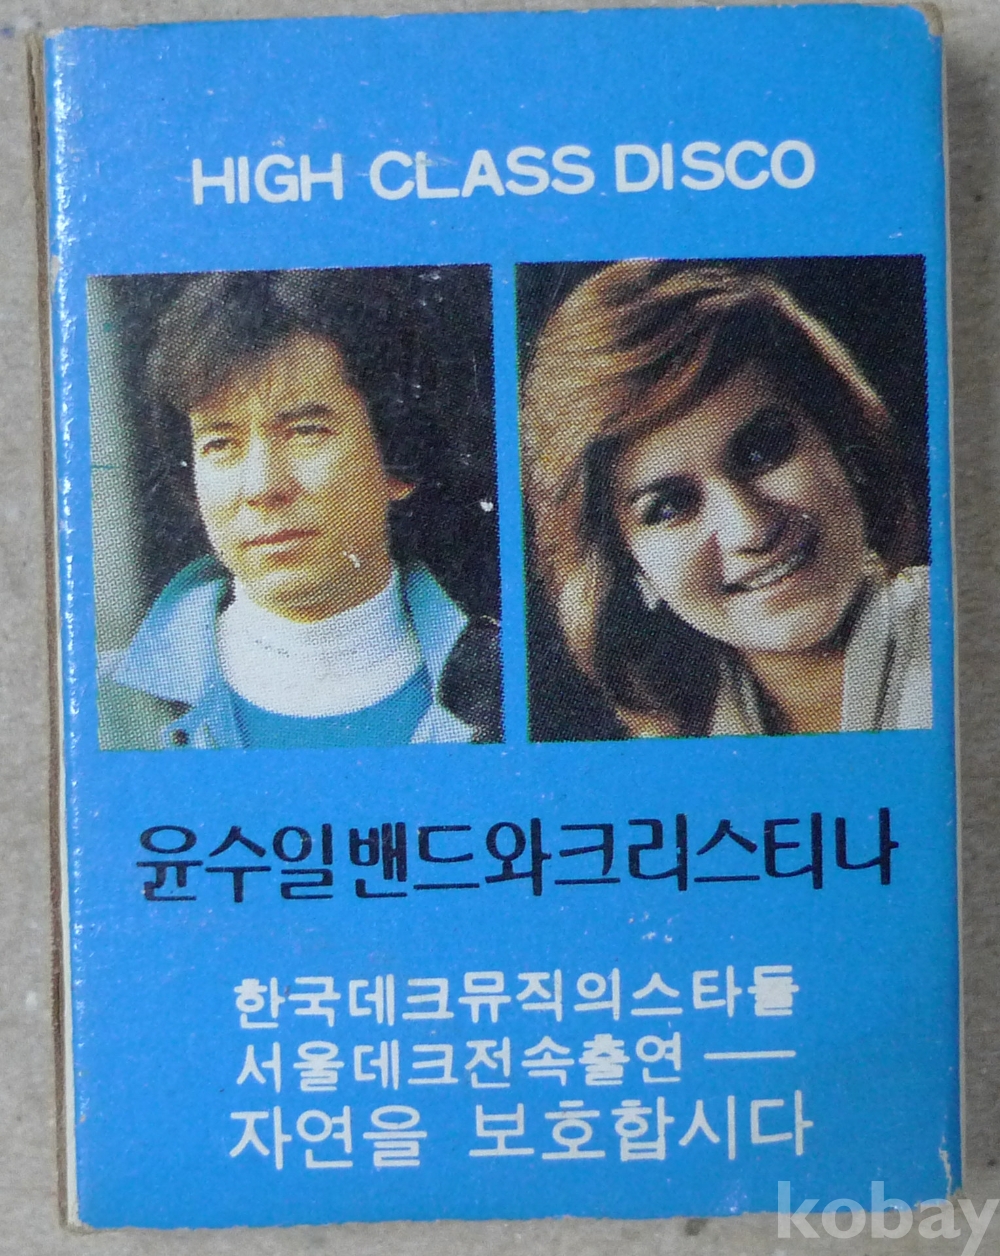 HIGH CLASS DISCO
윤수일밴드와크리스티나
한국데크뮤직의스타들
서울데크전속출연 —
자연을 보호합시다
kobay